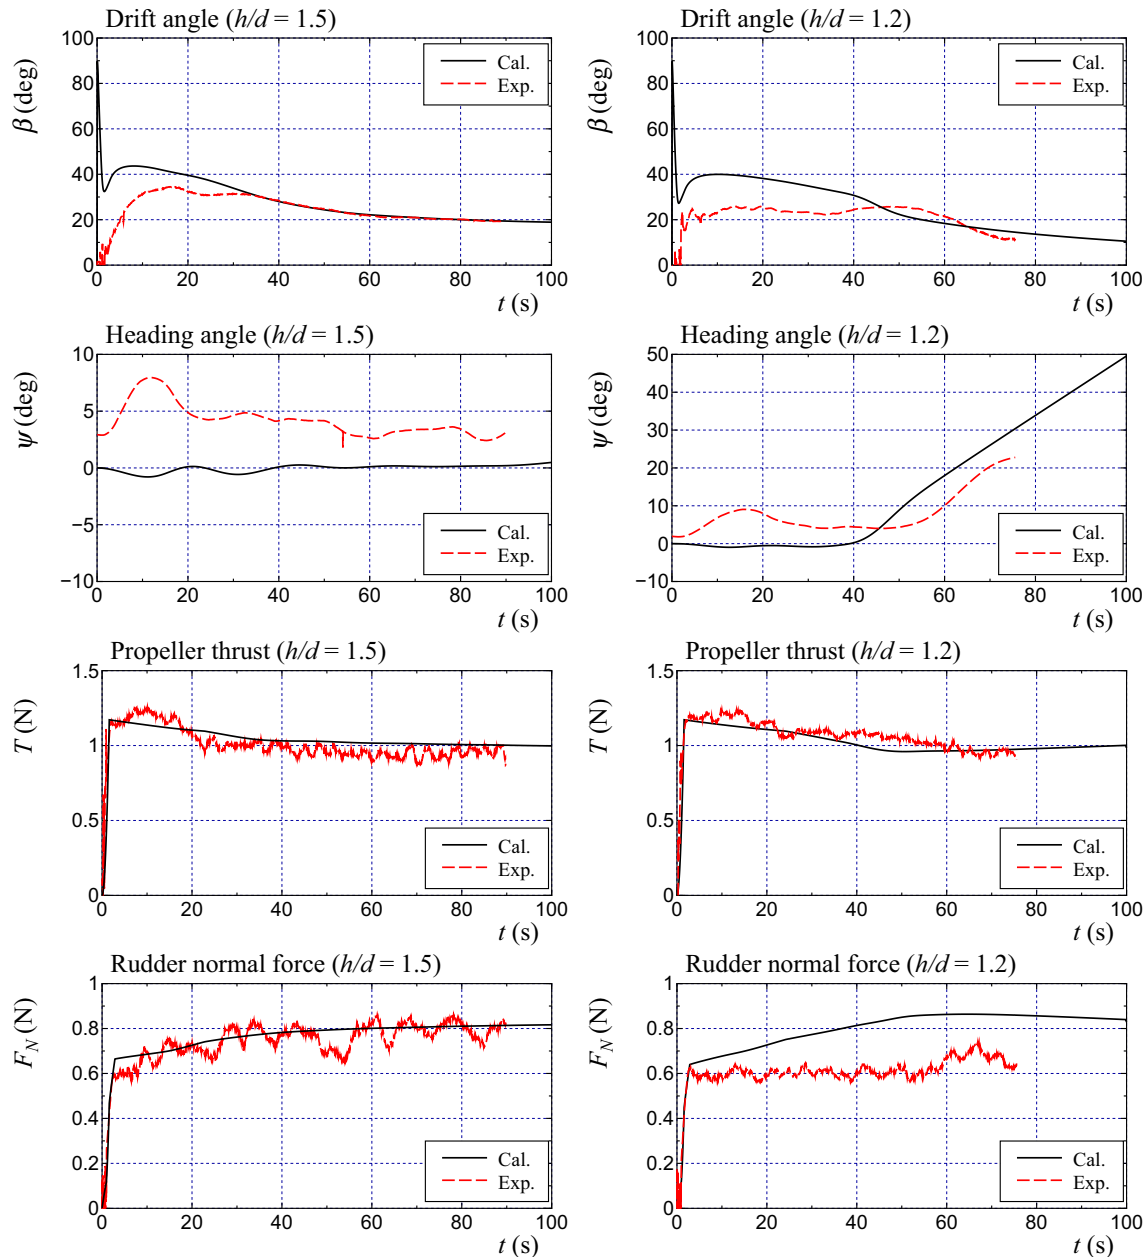 Drift angle (h/d = 1.5)
100
80
60
40
20
0
β (deg)
Cal.
Exp.
0 20 40 60 80 100
t (s)
Drift angle (h/d = 1.2)
100
80
60
40
20
0
β (deg)
Cal.
Exp.
0 20 40 60 80 100
t (s)
Heading angle (h/d = 1.5)
10
5
0
−5
−10
ψ (deg)
Cal.
Exp.
0 20 40 60 80 100
t (s)
Heading angle (h/d = 1.2)
50
40
30
20
10
0
−10
ψ (deg)
Cal.
Exp.
0 20 40 60 80 100
t (s)
Propeller thrust (h/d = 1.5)
1.5
1
0.5
0
T (N)
Cal.
Exp.
0 20 40 60 80 100
t (s)
Propeller thrust (h/d = 1.2)
1.5
1
0.5
0
T (N)
Cal.
Exp.
0 20 40 60 80 100
t (s)
Rudder normal force (h/d = 1.5)
1
0.8
0.6
0.4
0.2
0
F_N (N)
Cal.
Exp.
0 20 40 60 80 100
t (s)
Rudder normal force (h/d = 1.2)
1
0.8
0.6
0.4
0.2
0
F_N (N)
Cal.
Exp.
0 20 40 60 80 100
t (s)